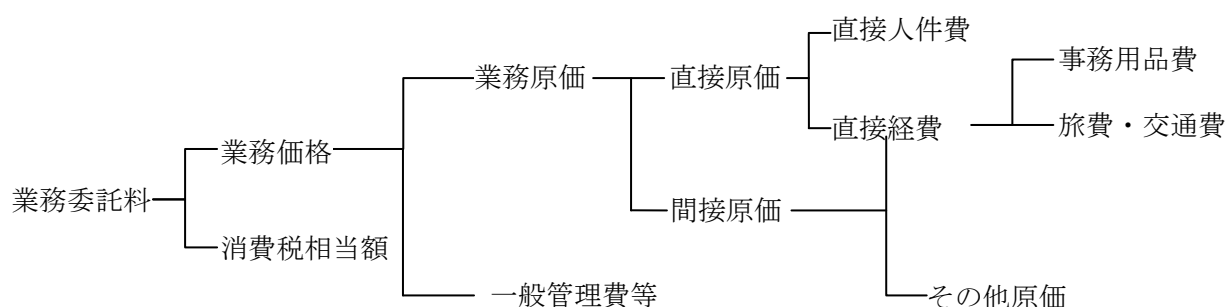 直接人件費
事務用品費
業務原価
直接原価
直接経費
旅費・交通費
業務価格
業務委託料
間接原価
消費税相当額
一般管理費等
その他原価